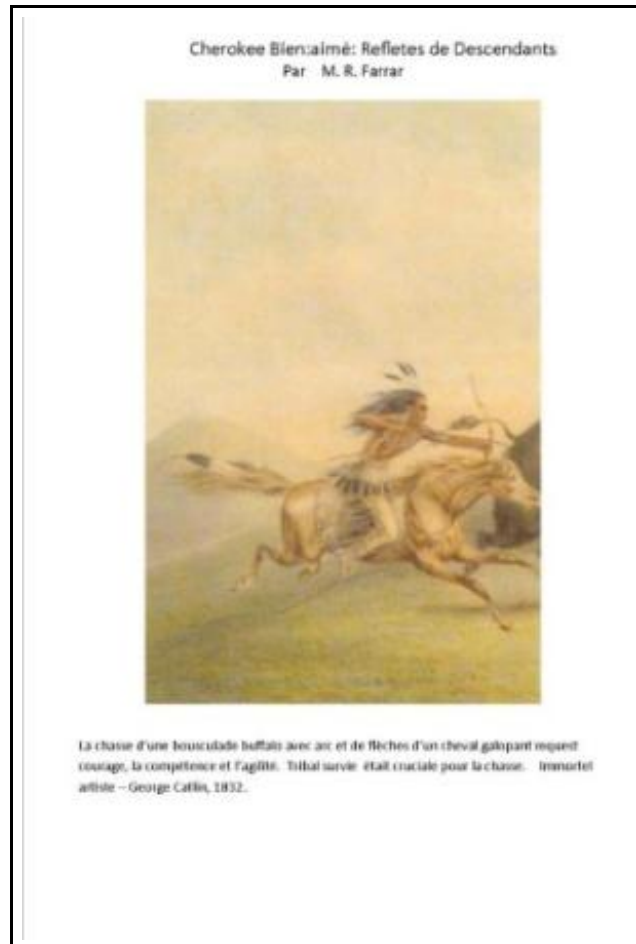 Cherokee Bien:aimé: Refletes de Descendants
Par M. R. Farrar
La chasse d'une bousculade buffalo avec arc et de flèches d'un cheval galopant request
courage, la compétence et l'agilité. Tribal survie était cruciale pour la chasse. Immortel
artiste – George Catlin, 1832.